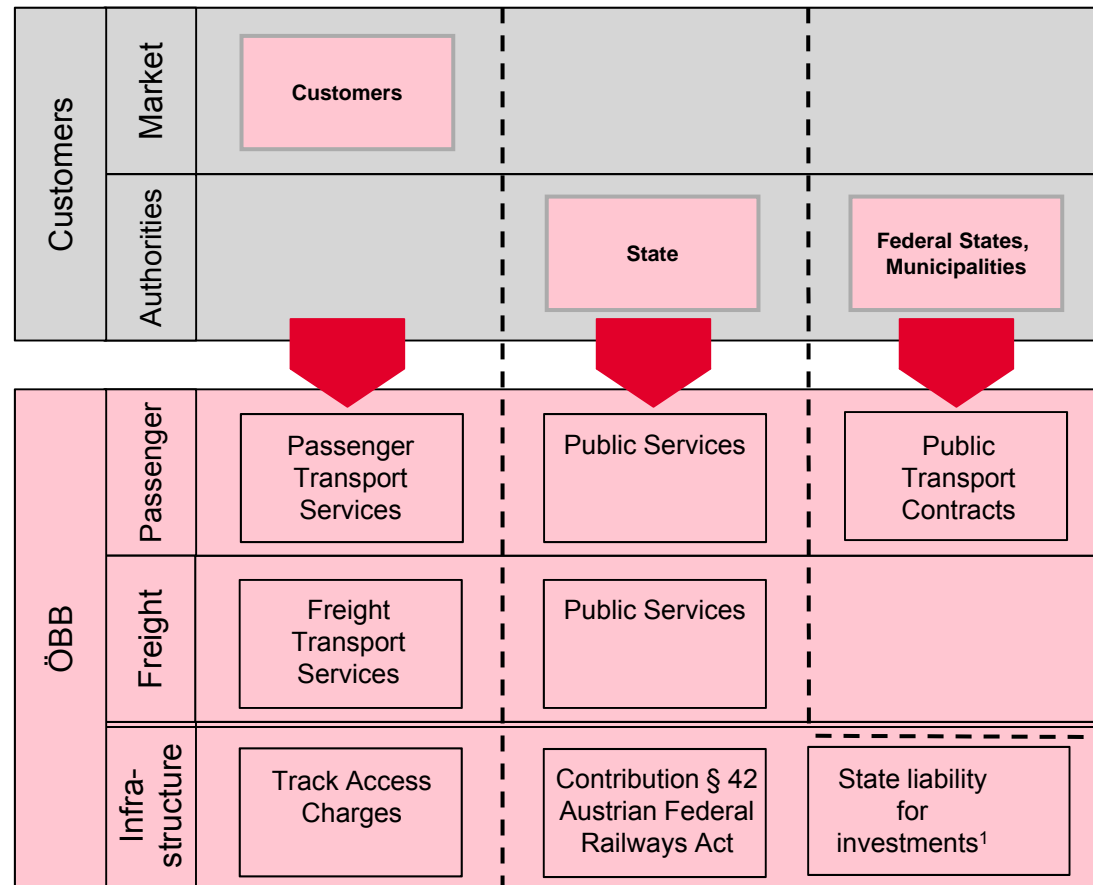 Customers
Market
Customers
Authorities
State
Federal States,
Municipalities
ÖBB
Passenger
Passenger
Transport
Services
Public Services
Public
Transport
Contracts
Freight
Freight
Transport
Services
Public Services
Infra-
structure
Track Access
Charges
Contribution § 42
Austrian Federal
Railways Act
State liability
for
investments¹